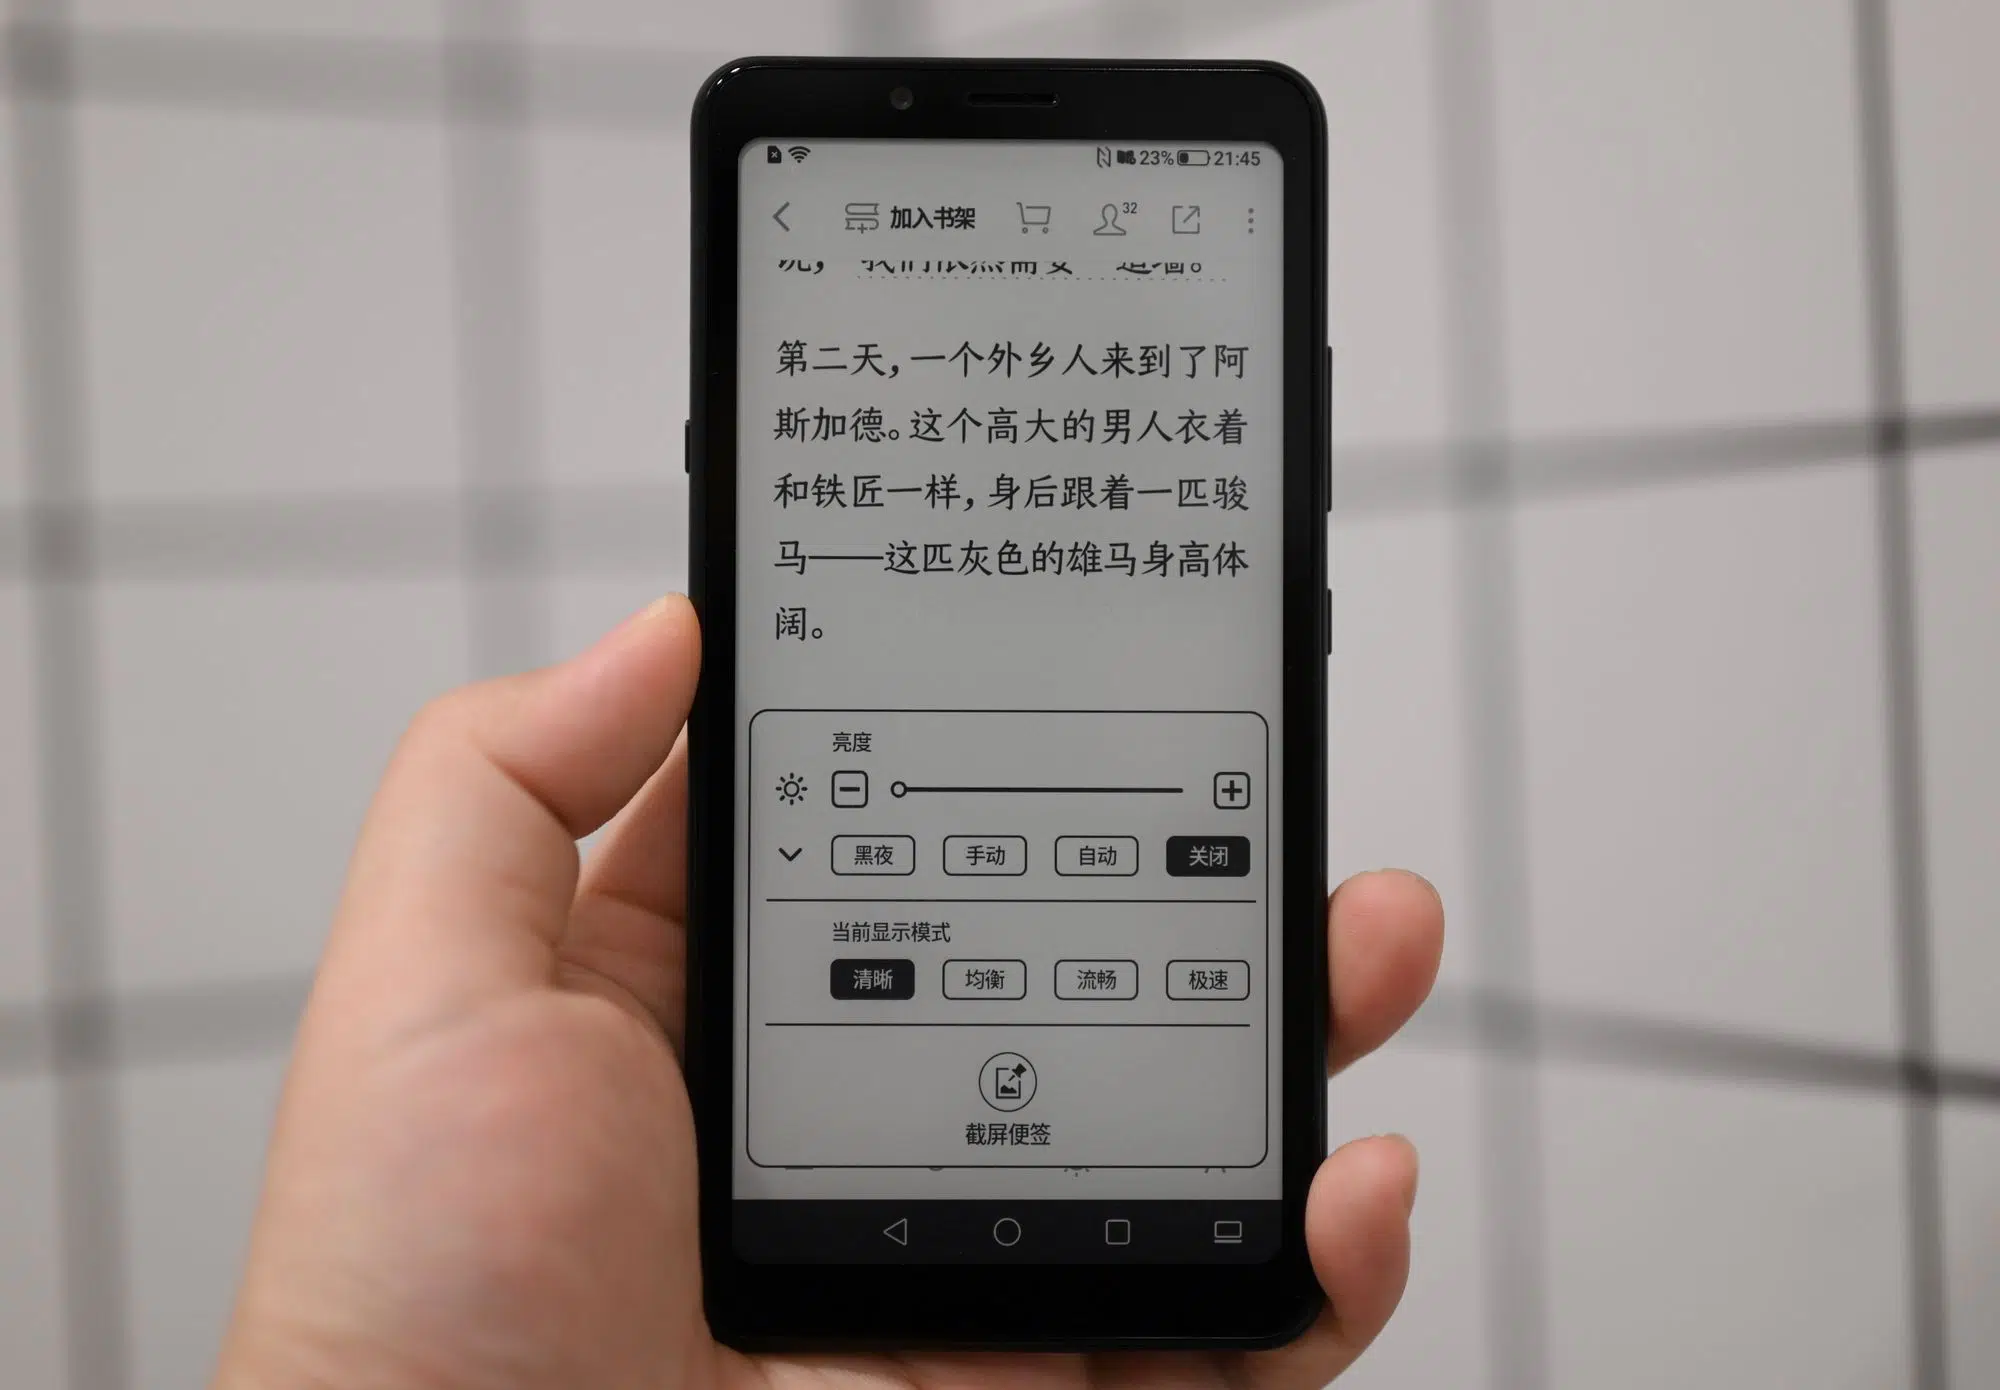 23% 21:45
加入书架 32
第二天，一个外乡人来到了阿
斯加德。这个高大的男人衣着
和铁匠一样，身后跟着一匹骏
马——这匹灰色的雄马身高体
阔。
亮度
黑夜 手动 自动 关闭
当前显示模式
清晰 均衡 流畅 极速
截屏便签